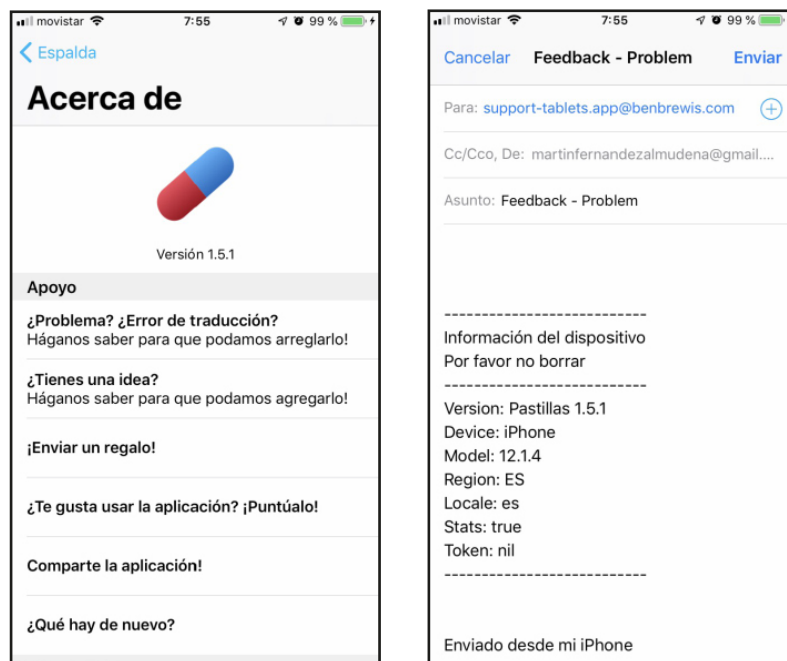 movistar 7:55 99 %
Espalda
Acerca de
Versión 1.5.1
Apoyo
¿Problema? ¿Error de traducción?
Háganos saber para que podamos arreglarlo!
¿Tienes una idea?
Háganos saber para que podamos agregarlo!
¡Enviar un regalo!
¿Te gusta usar la aplicación? ¡Puntúalo!
Comparte la aplicación!
¿Qué hay de nuevo?
movistar 7:55 99 %
Cancelar Feedback - Problem Enviar
Para: support-tablets.app@benbrewis.com
Cc/Cco, De: martinfernandezalmudena@gmail....
Asunto: Feedback - Problem
---------------------------
Información del dispositivo
Por favor no borrar
---------------------------
Version: Pastillas 1.5.1
Device: iPhone
Model: 12.1.4
Region: ES
Locale: es
Stats: true
Token: nil
---------------------------
Enviado desde mi iPhone